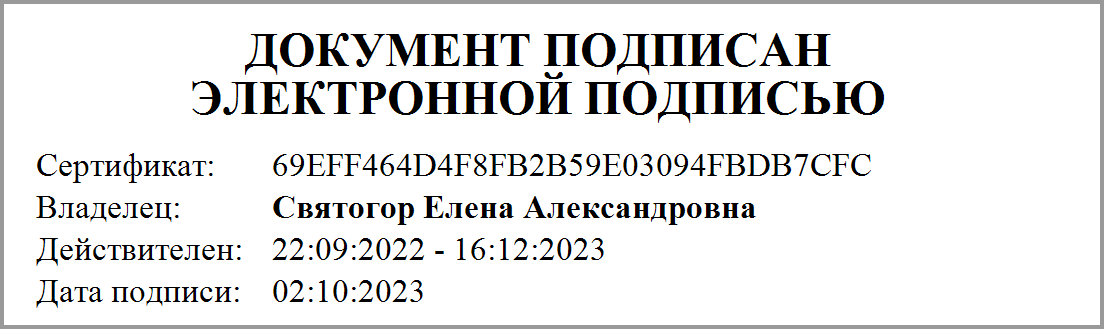 ДОКУМЕНТ ПОДПИСАН
ЭЛЕКТРОННОЙ ПОДПИСЬЮ
Сертификат: 69EFF464D4F8FB2B59E03094FBDB7CFC
Владелец: Святогор Елена Александровна
Действителен: 22:09:2022 - 16:12:2023
Дата подписи: 02:10:2023